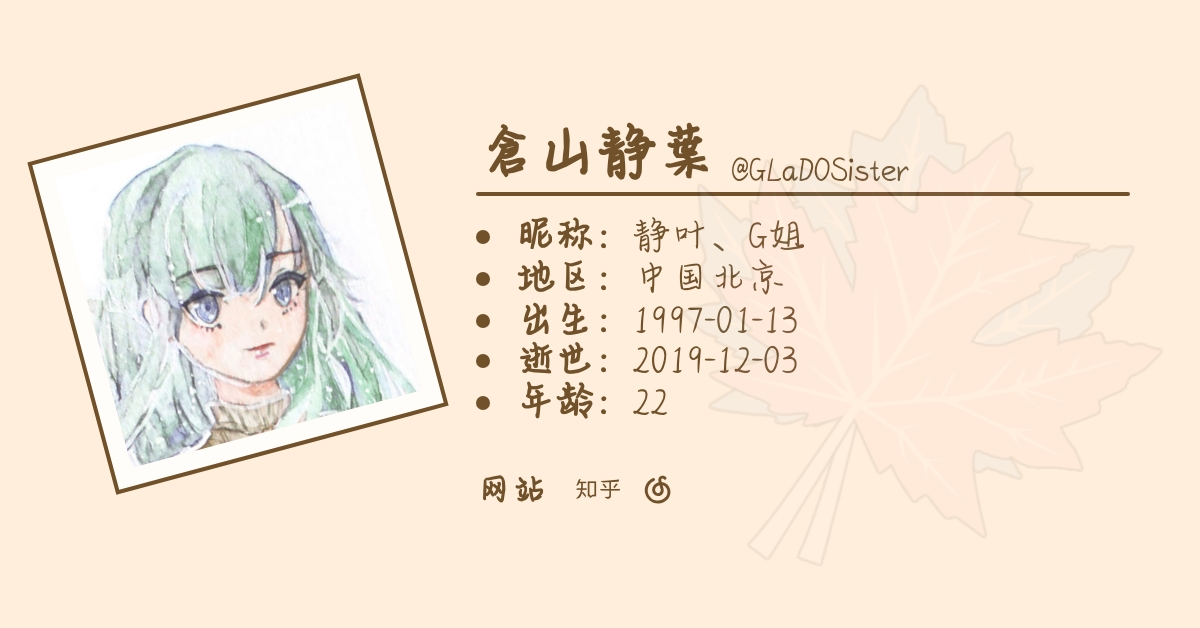 倉山静葉 @GLaDOSister
昵称：静叶、G姐
地区：中国北京
出生：1997-01-13
逝世：2019-12-03
年龄：22
网站 知乎